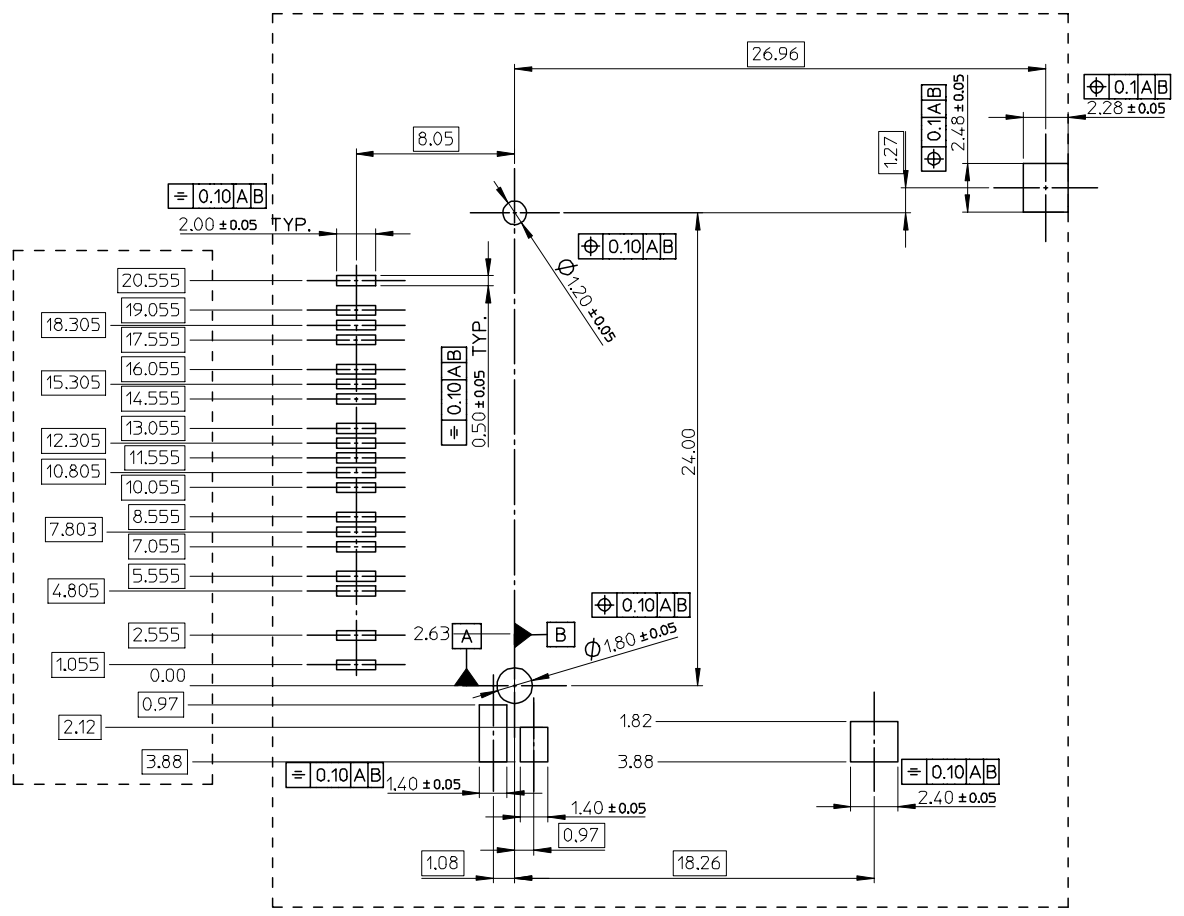 26.96
⌖ 0.1 A B
2.28 ±0.05
⌖ 0.1 A B
2.48 ±0.05
1.27
8.05
⌯ 0.10 A B
2.00 ±0.05 TYP.
⌖ 0.10 A B
Ø1.20 ±0.05
20.555
19.055
18.305
17.555
16.055
15.305
14.555
13.055
12.305
11.555
10.805
10.055
8.555
7.803
7.055
5.555
4.805
2.555
1.055
0.00
0.97
2.12
3.88
⌯ 0.10 A B
0.50 ±0.05 TYP.
24.00
⌖ 0.10 A B
Ø1.80 ±0.05
2.63
A
B
1.82
3.88
⌯ 0.10 A B
1.40 ±0.05
⌯ 0.10 A B
2.40 ±0.05
1.40 ±0.05
0.97
1.08
18.26